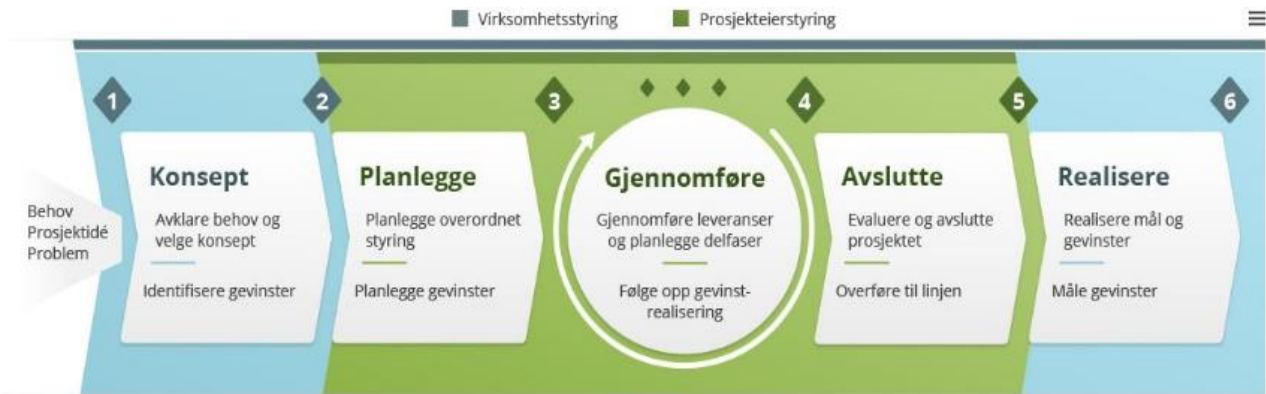 Virksomhetsstyring
Prosjekteierstyring
1
2
3
4
5
6
Behov
Prosjektidé
Problem
Konsept
Avklare behov og
velge konsept
Identifisere gevinster
Planlegge
Planlegge overordnet
styring
Planlegge gevinster
Gjennomføre
Gjennomføre leveranser
og planlegge delfaser
Følge opp gevinst-
realisering
Avslutte
Evaluere og avslutte
prosjektet
Overføre til linjen
Realisere
Realisere mål og
gevinster
Måle gevinster